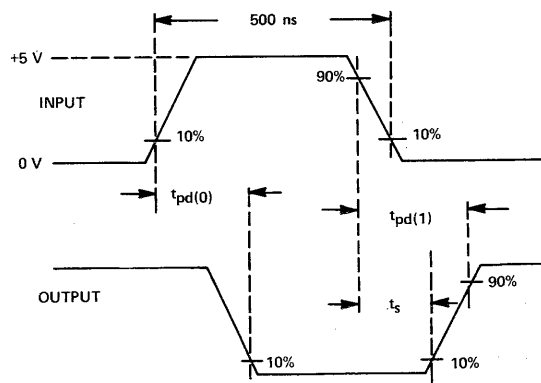 500 ns
+5 V
90%
INPUT
10%
10%
0 V
tpd(0)
tpd(1)
OUTPUT
ts
90%
10%
10%